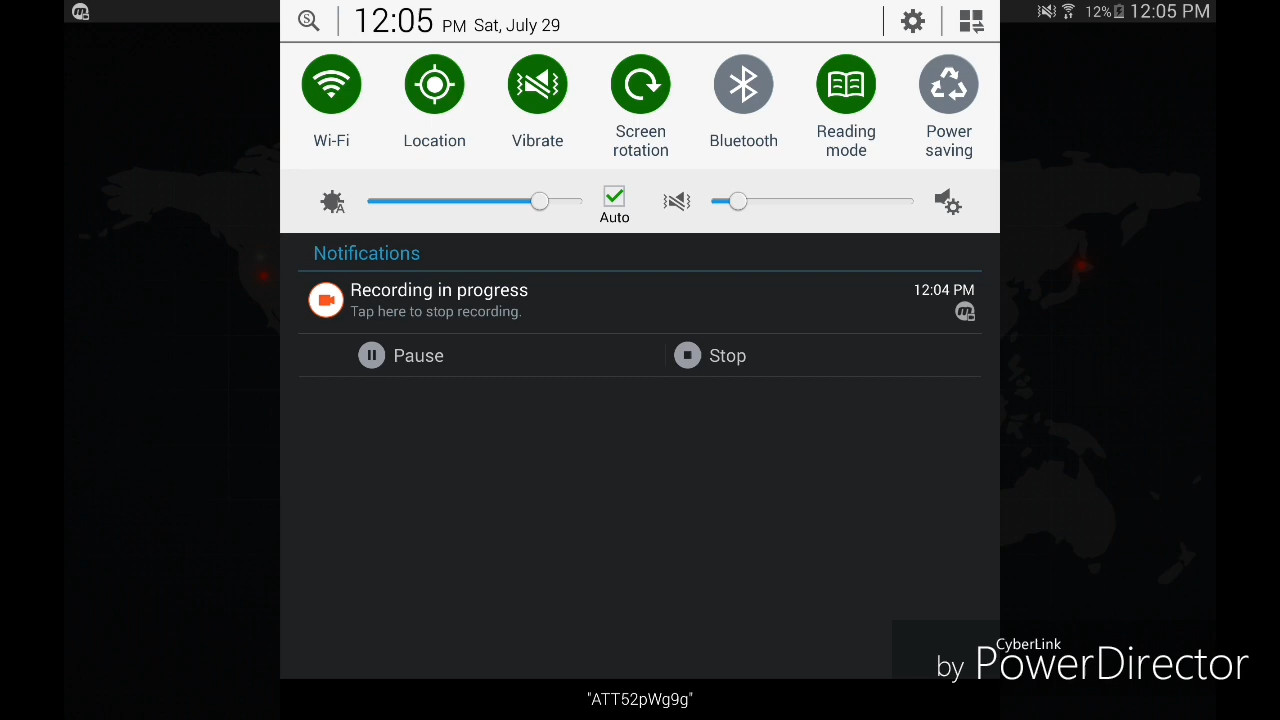 12:05 PM Sat, July 29
12% 12:05 PM
Wi-Fi
Location
Vibrate
Screen
rotation
Bluetooth
Reading
mode
Power
saving
Auto
Notifications
Recording in progress
12:04 PM
Tap here to stop recording.
Pause
Stop
CyberLink
by PowerDirector
"ATT52pWg9g"